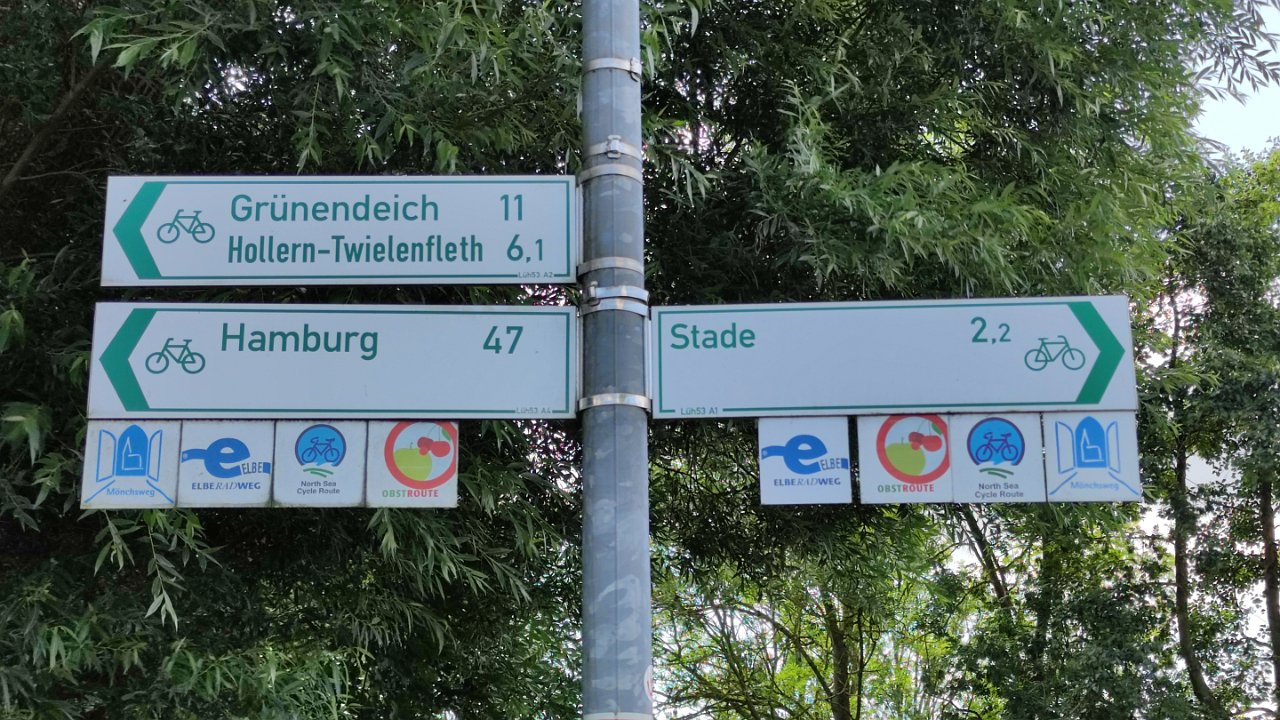 Grünendeich 11
Hollern-Twielenfleth 6,1
Lüh53 A2
Hamburg 47
Lüh53 A4
Mönchsweg
e ELBE
ELBERADWEG
North Sea
Cycle Route
OBSTROUTE
Stade 2,2
Lüh53 A1
e ELBE
ELBERADWEG
OBSTROUTE
North Sea
Cycle Route
Mönchsweg